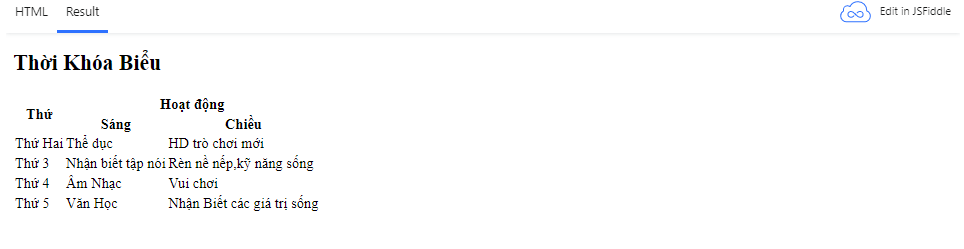 HTML Result Edit in JSFiddle
Thời Khóa Biểu
Thứ Hoạt động
Sáng Chiều
Thứ Hai Thể dục HD trò chơi mới
Thứ 3 Nhận biết tập nói Rèn nề nếp,kỹ năng sống
Thứ 4 Âm Nhạc Vui chơi
Thứ 5 Văn Học Nhận Biết các giá trị sống